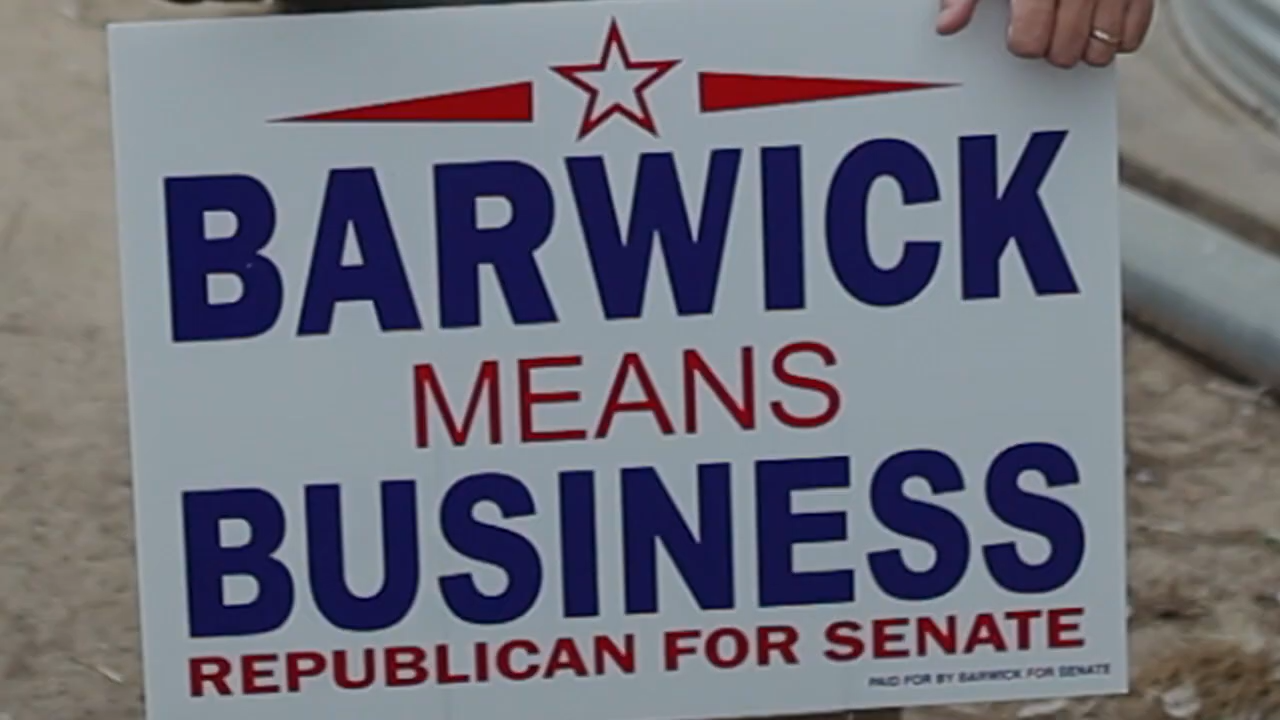 BARWICK
MEANS
BUSINESS
REPUBLICAN FOR SENATE
PAID FOR BY BARWICK FOR SENATE